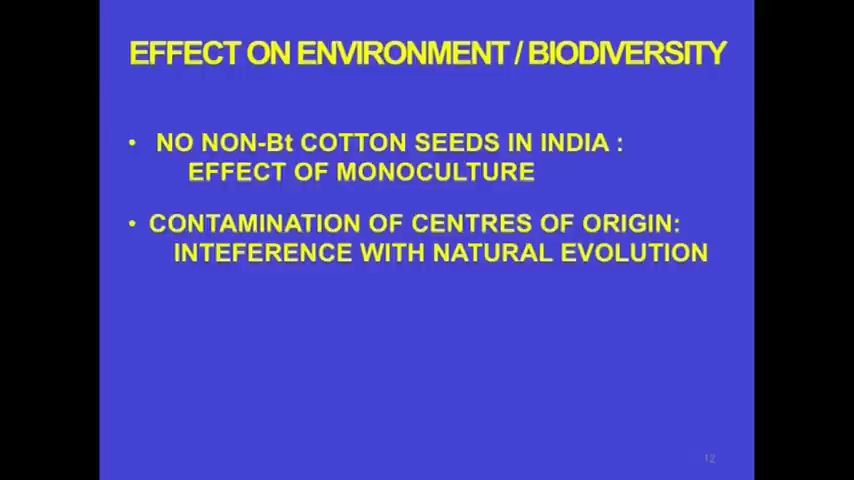 EFFECT ON ENVIRONMENT / BIODIVERSITY
• NO NON-Bt COTTON SEEDS IN INDIA :
EFFECT OF MONOCULTURE
• CONTAMINATION OF CENTRES OF ORIGIN:
INTEFERENCE WITH NATURAL EVOLUTION
12